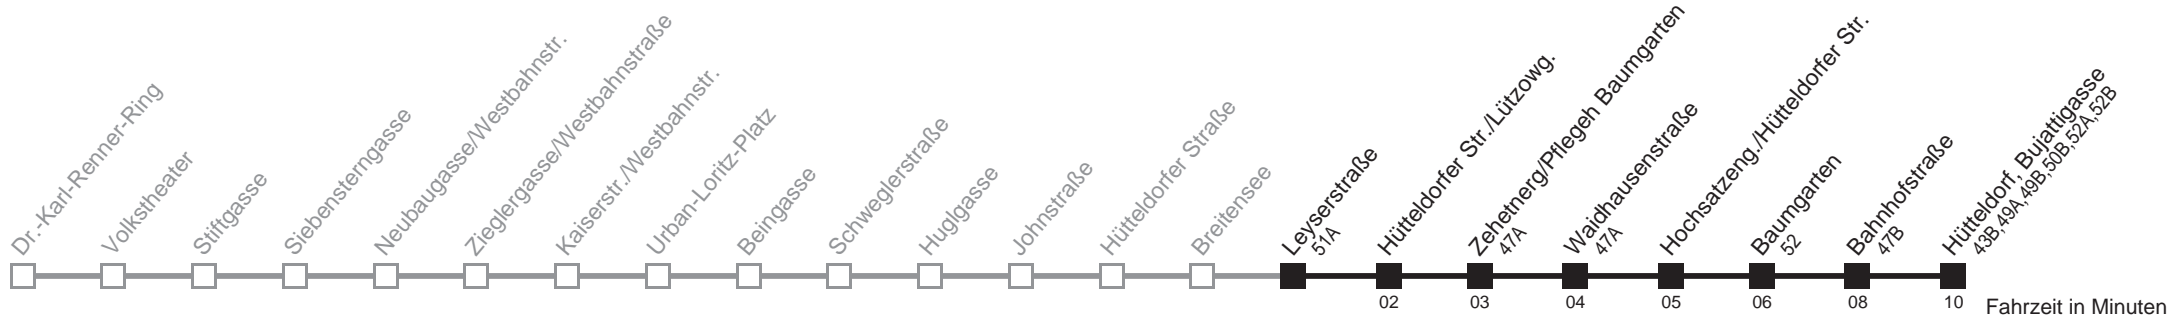 Dr.-Karl-Renner-Ring
Volkstheater
Stiftgasse
Siebensterngasse
Neubaugasse/Westbahnstr.
Zieglergasse/Westbahnstraße
Kaiserstr./Westbahnstr.
Urban-Loritz-Platz
Beingasse
Schweglerstraße
Huglgasse
Johnstraße
Hütteldorfer Straße
Breitensee
Leyserstraße
51A
Hütteldorfer Str./Lützowg.
Zehetnerg/Pflegeh Baumgarten
47A
Waidhausenstraße
47A
Hochsatzeng./Hütteldorfer Str.
Baumgarten
52
Bahnhofstraße
47B
Hütteldorf, Bujattigasse
43B,49A,49B,50B,52A,52B
02 03 04 05 06 08 10 Fahrzeit in Minuten